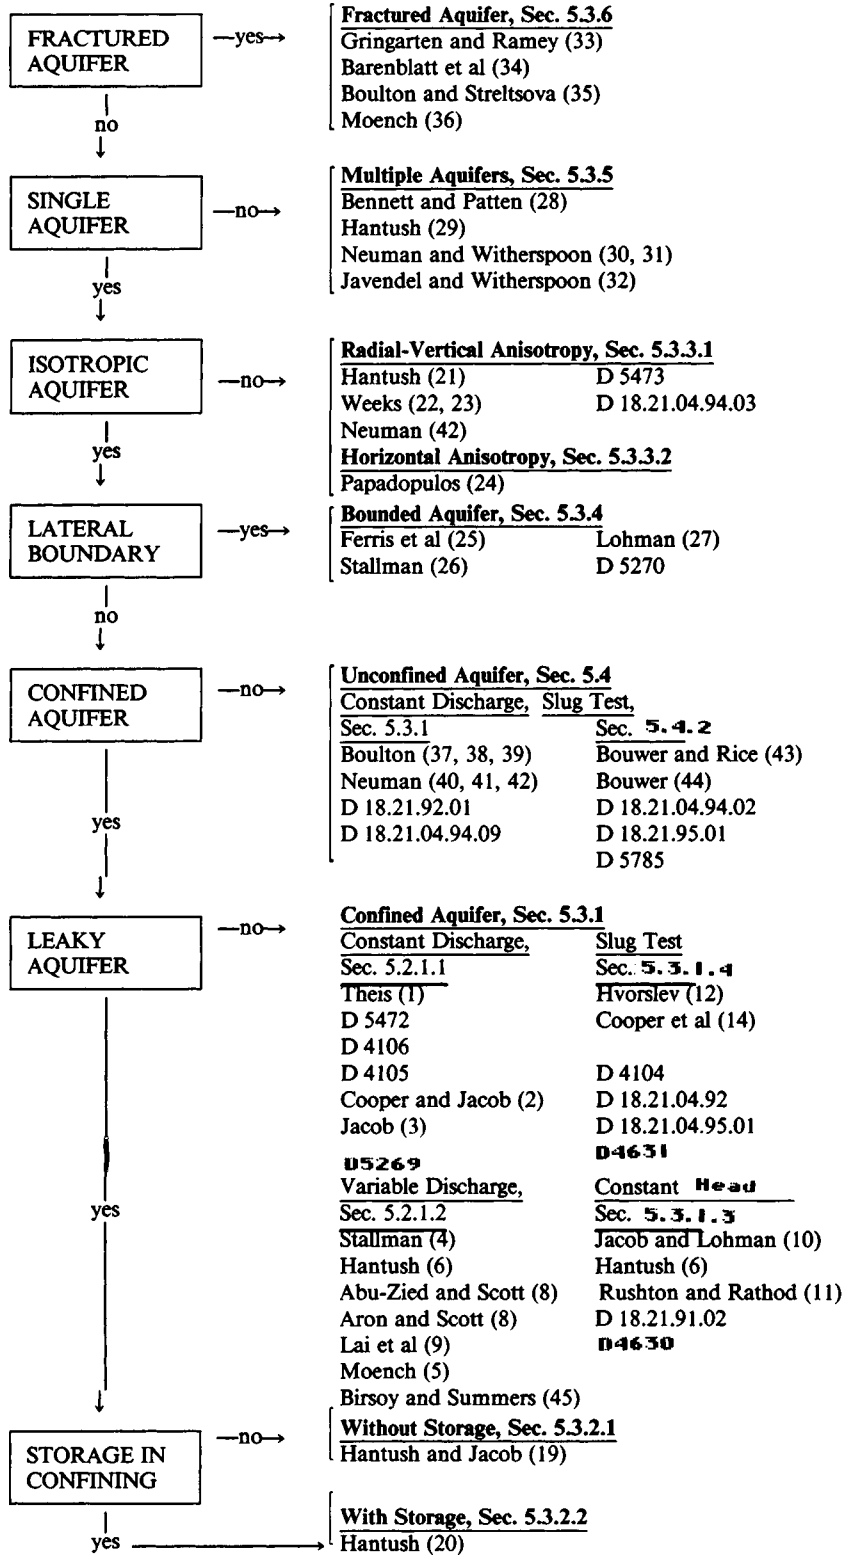 FRACTURED
AQUIFER
—yes→
Fractured Aquifer, Sec. 5.3.6
Gringarten and Ramey (33)
Barenblatt et al (34)
Boulton and Streltsova (35)
Moench (36)
no
SINGLE
AQUIFER
—no→
Multiple Aquifers, Sec. 5.3.5
Bennett and Patten (28)
Hantush (29)
Neuman and Witherspoon (30, 31)
Javendel and Witherspoon (32)
yes
ISOTROPIC
AQUIFER
—no→
Radial-Vertical Anisotropy, Sec. 5.3.3.1
Hantush (21) D 5473
Weeks (22, 23) D 18.21.04.94.03
Neuman (42)
Horizontal Anisotropy, Sec. 5.3.3.2
Papadopulos (24)
yes
LATERAL
BOUNDARY
—yes→
Bounded Aquifer, Sec. 5.3.4
Ferris et al (25) Lohman (27)
Stallman (26) D 5270
no
CONFINED
AQUIFER
—no→
Unconfined Aquifer, Sec. 5.4
Constant Discharge, Slug Test,
Sec. 5.3.1 Sec. 5.4.2
Boulton (37, 38, 39) Bouwer and Rice (43)
Neuman (40, 41, 42) Bouwer (44)
D 18.21.92.01 D 18.21.04.94.02
D 18.21.04.94.09 D 18.21.95.01
D 5785
yes
LEAKY
AQUIFER
—no→
Confined Aquifer, Sec. 5.3.1
Constant Discharge, Slug Test
Sec. 5.2.1.1 Sec. 5.3.1.4
Theis (1) Hvorslev (12)
D 5472 Cooper et al (14)
D 4106
D 4105 D 4104
Cooper and Jacob (2) D 18.21.04.92
Jacob (3) D 18.21.04.95.01
D5269 D4631
Variable Discharge, Constant Head
Sec. 5.2.1.2 Sec. 5.3.1.3
Stallman (4) Jacob and Lohman (10)
Hantush (6) Hantush (6)
Abu-Zied and Scott (8) Rushton and Rathod (11)
Aron and Scott (8) D 18.21.91.02
Lai et al (9) D4630
Moench (5)
Birsoy and Summers (45)
yes
STORAGE IN
CONFINING
—no→
Without Storage, Sec. 5.3.2.1
Hantush and Jacob (19)
yes
With Storage, Sec. 5.3.2.2
Hantush (20)